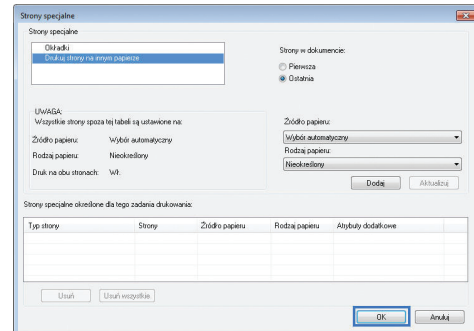 Strony specjalne
Strony specjalne
Okładki
Drukuj strony na innym papierze
Strony w dokumencie:
Pierwsza
Ostatnia
UWAGA:
Wszystkie strony spoza tej tabeli są ustawione na:
Źródło papieru: Wybór automatyczny
Rodzaj papieru: Nieokreślony
Druk na obu stronach: Wł.
Źródło papieru:
Wybór automatyczny
Rodzaj papieru:
Nieokreślony
Dodaj Aktualizuj
Strony specjalne określone dla tego zadania drukowania:
Typ strony Strony Źródło papieru Rodzaj papieru Atrybuty dodatkowe
Usuń Usuń wszystkie
OK Anuluj